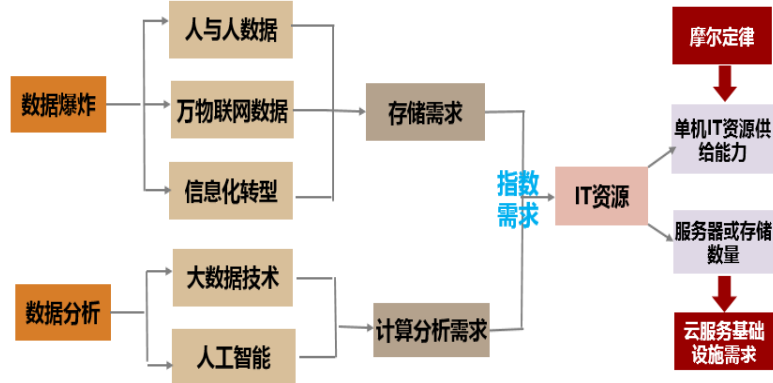 人与人数据
数据爆炸
万物联网数据
信息化转型
存储需求
数据分析
大数据技术
人工智能
计算分析需求
指数
需求
IT资源
摩尔定律
单机IT资源供
给能力
服务器或存储
数量
云服务基础
设施需求